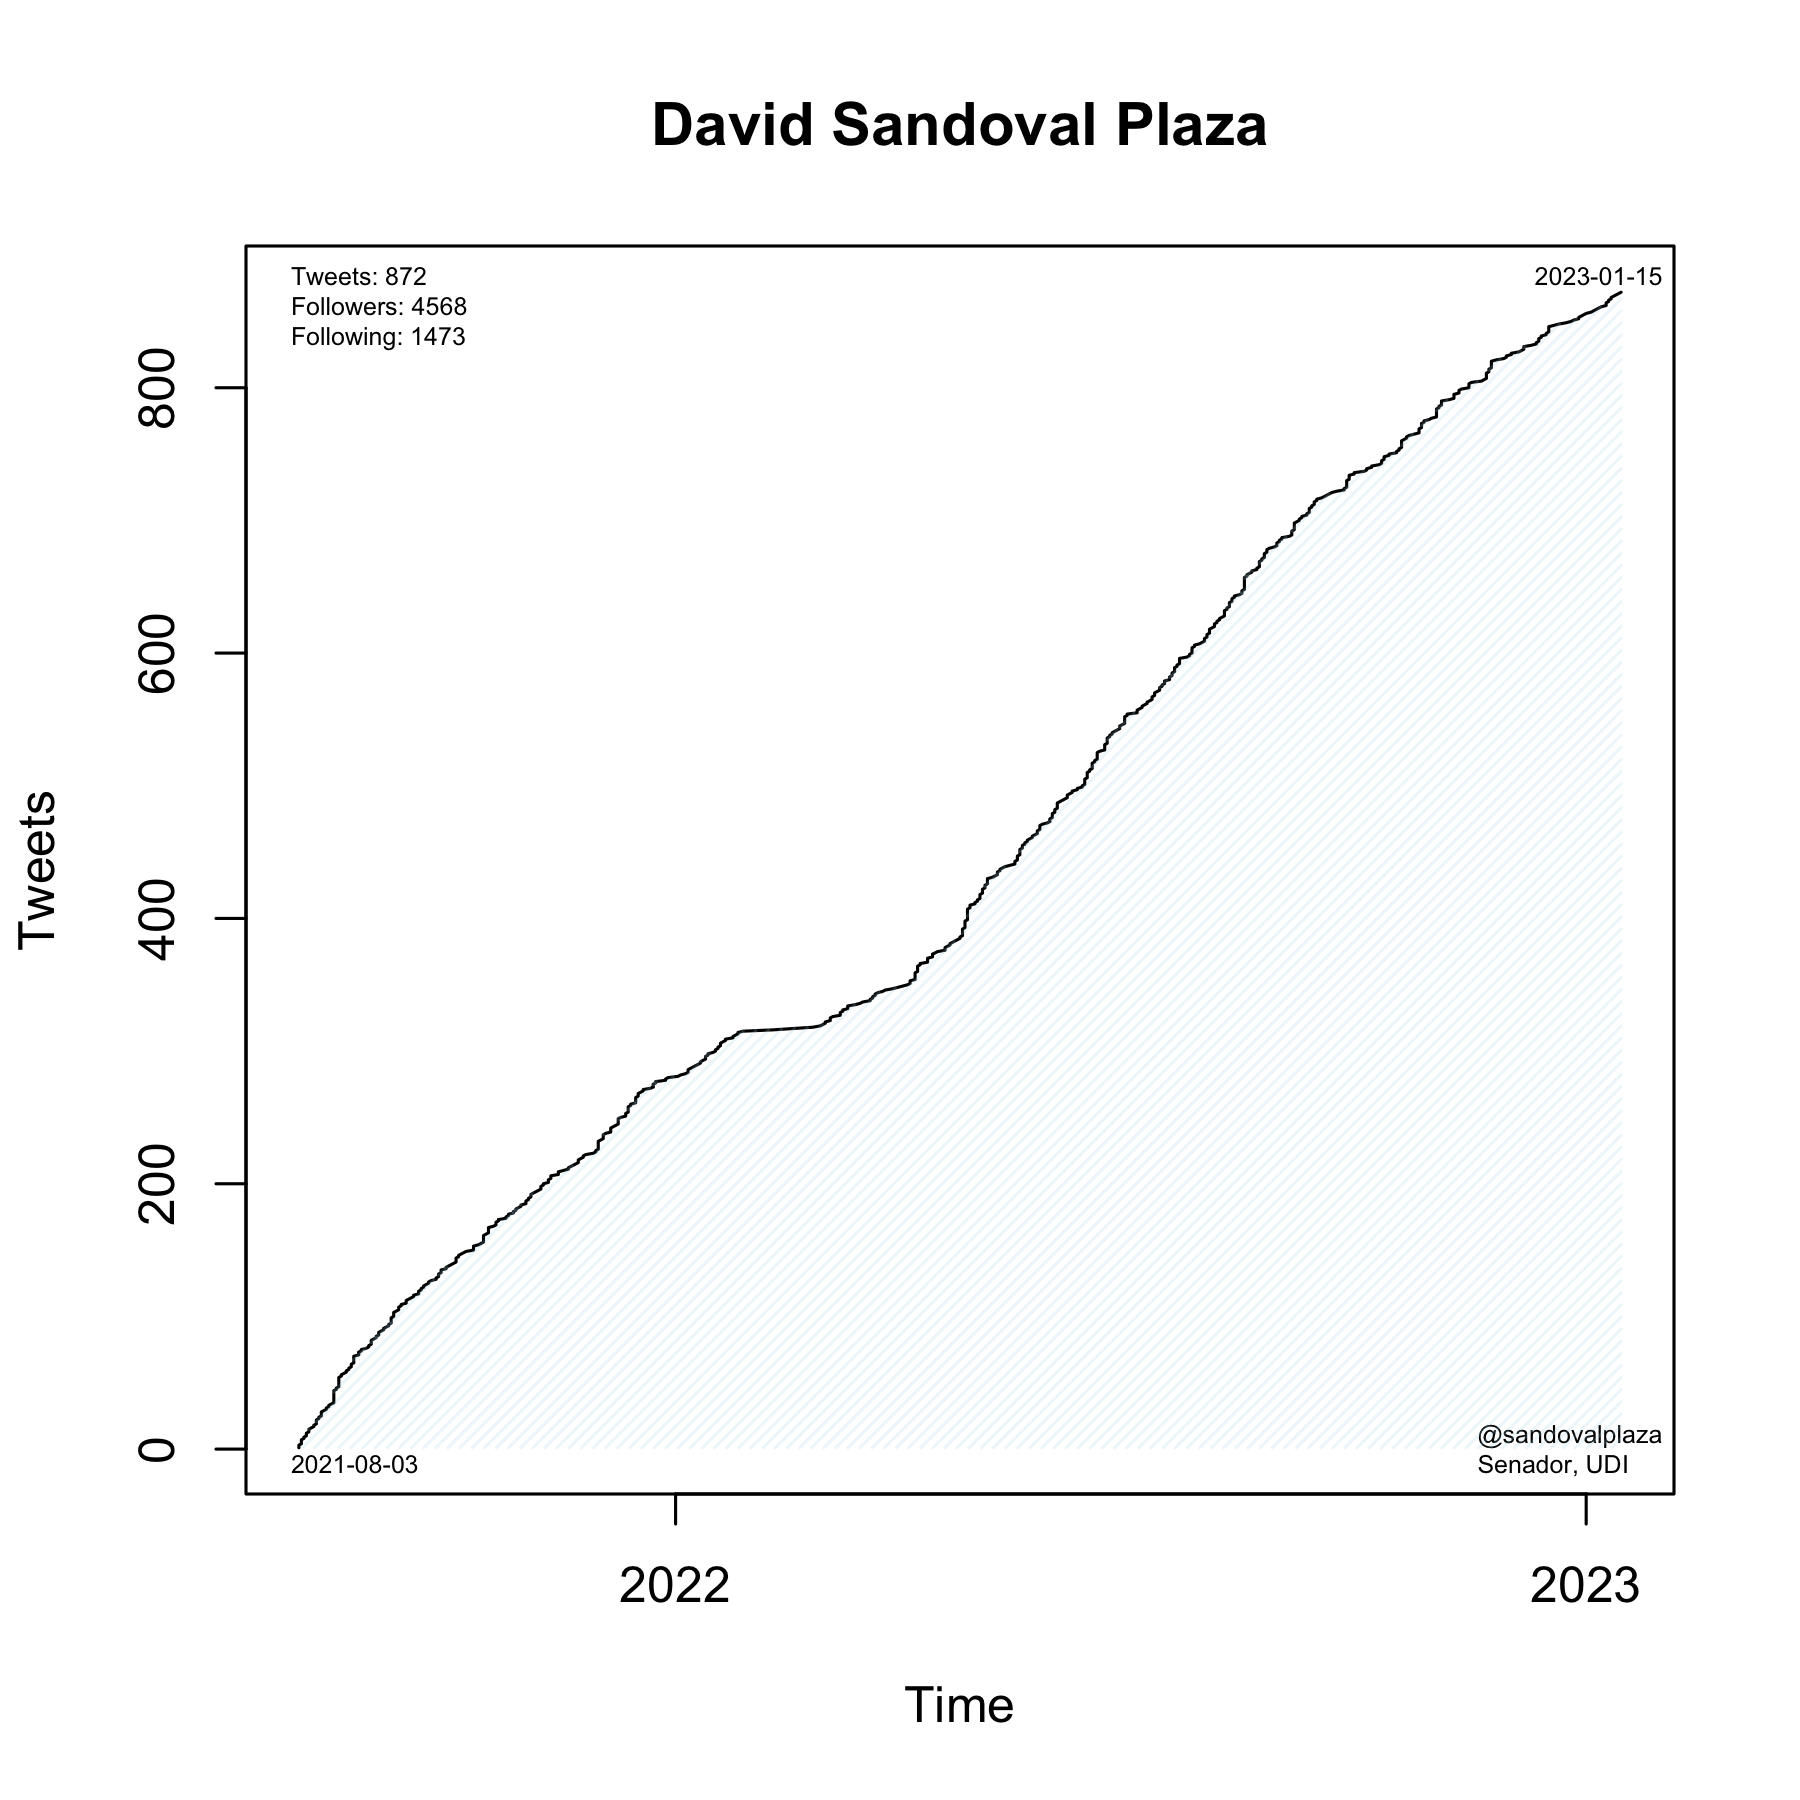 David Sandoval Plaza
Tweets: 872
Followers: 4568
Following: 1473
2023-01-15
800
600
400
200
0
Tweets
@sandovalplaza
Senador, UDI
2021-08-03
2022
2023
Time